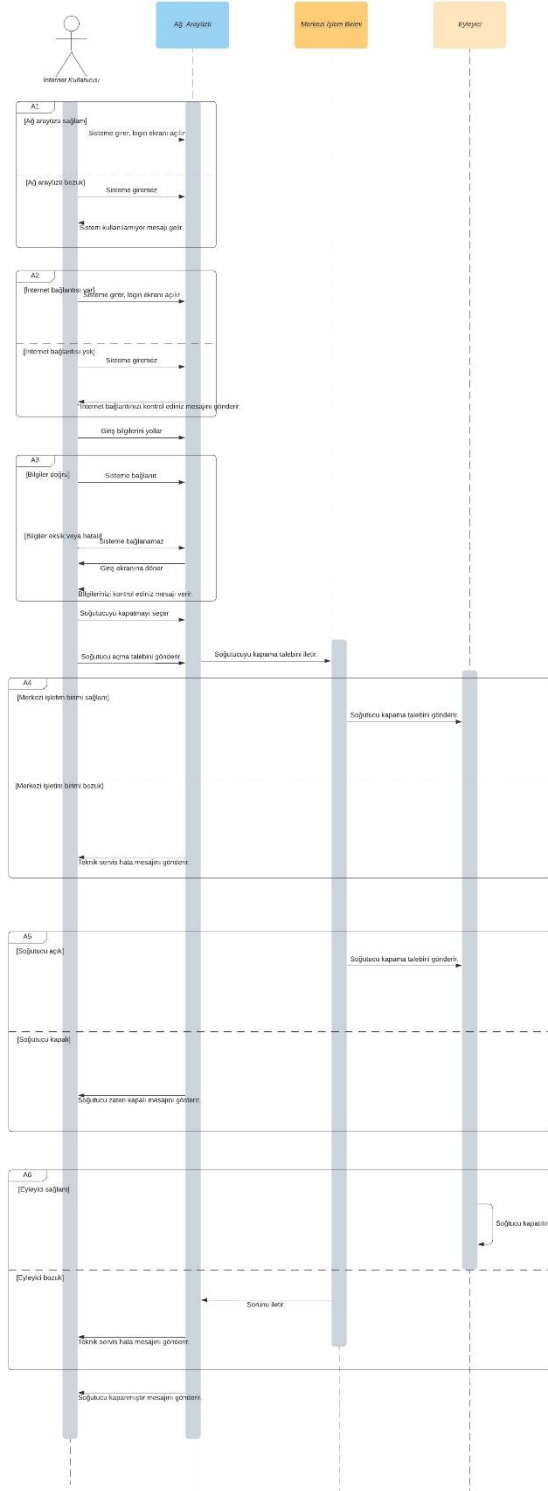 Ağ Arayüzü
Merkezi İşlem Birimi
Eyleyici
İnternet Kullanıcısı
A1
[Ağ arayüzü sağlam]
Sisteme girer, login ekranı açılır
[Ağ arayüzü bozuk]
Sisteme giremez
Sistem kullanılamıyor mesajı gelir.
A2
[İnternet bağlantısı var]
Sisteme girer, login ekranı açılır
[İnternet bağlantısı yok]
Sisteme giremez
İnternet bağlantınızı kontrol ediniz mesajını gönderir.
Giriş bilgilerini yollar
A3
[Bilgiler doğru]
Sisteme bağlanır
[Bilgiler eksik veya hatalı]
Sisteme bağlanamaz
Giriş ekranına döner
Bilgilerinizi kontrol ediniz mesajı verir.
Soğutucuyu kapatmayı seçer
Soğutucuyu kapama talebini iletir.
Soğutucu açma talebini gönderir.
A4
[Merkezi işletim birimi sağlam]
Soğutucu kapama talebini gönderir.
[Merkezi işletim birimi bozuk]
Teknik servis hata mesajını gönderir.
A5
[Soğutucu açık]
Soğutucu kapama talebini gönderir.
[Soğutucu kapalı]
Soğutucu zaten kapalı mesajını gösterir.
A6
[Eyleyici sağlam]
Soğtucu kapatılır
[Eyleyici bozuk]
Sorunu iletir.
Teknik servis hata mesajını gönderir.
Soğutucu kapanmıştır mesajını gönderir.